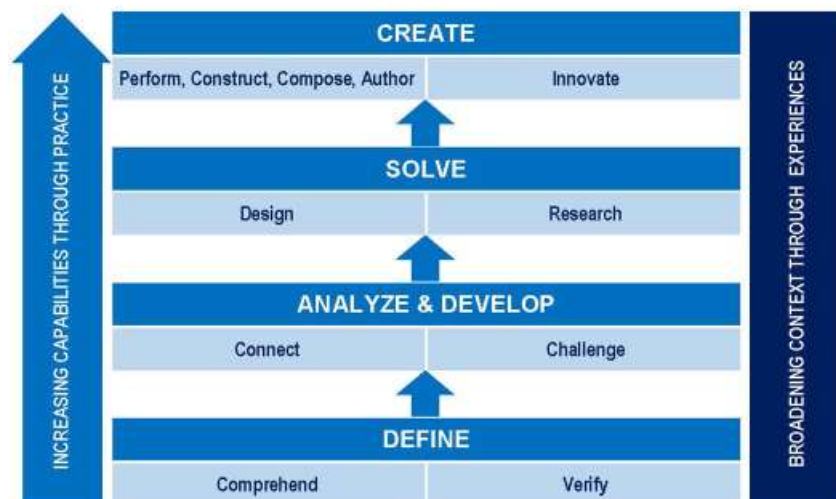 INCREASING CAPABILITIES THROUGH PRACTICE
CREATE
Perform, Construct, Compose, Author
Innovate
SOLVE
Design
Research
ANALYZE & DEVELOP
Connect
Challenge
DEFINE
Comprehend
Verify
BROADENING CONTEXT THROUGH EXPERIENCES